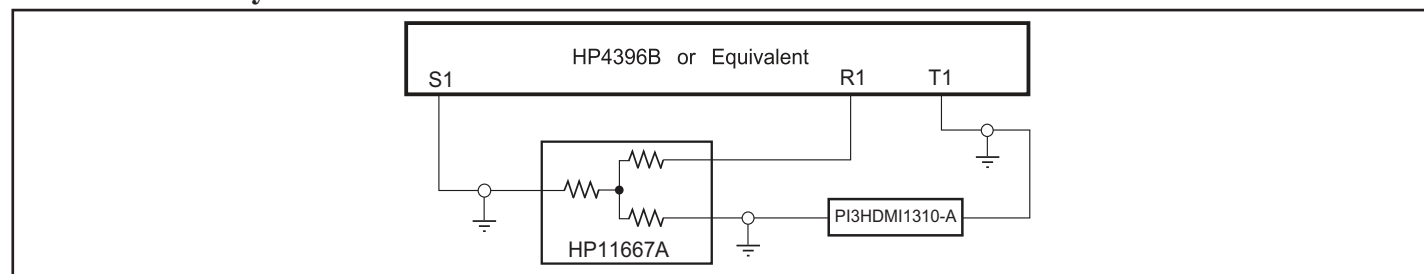 HP4396B or Equivalent
S1
R1
T1
PI3HDMI1310-A
HP11667A